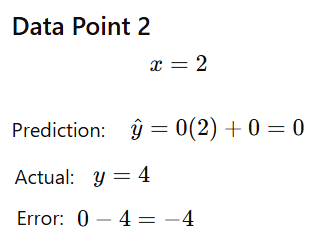 Data Point 2
x = 2
Prediction: ŷ = 0(2) + 0 = 0
Actual: y = 4
Error: 0 − 4 = −4